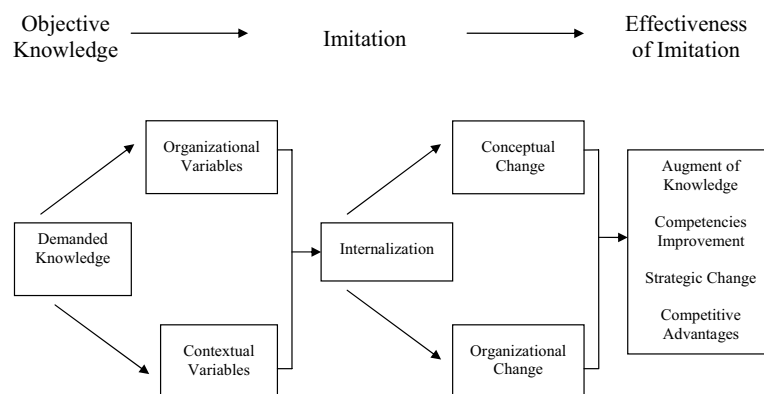 Objective
Knowledge
Imitation
Effectiveness
of Imitation
Organizational
Variables
Conceptual
Change
Augment of
Knowledge
Demanded
Knowledge
Internalization
Competencies
Improvement
Strategic Change
Contextual
Variables
Organizational
Change
Competitive
Advantages